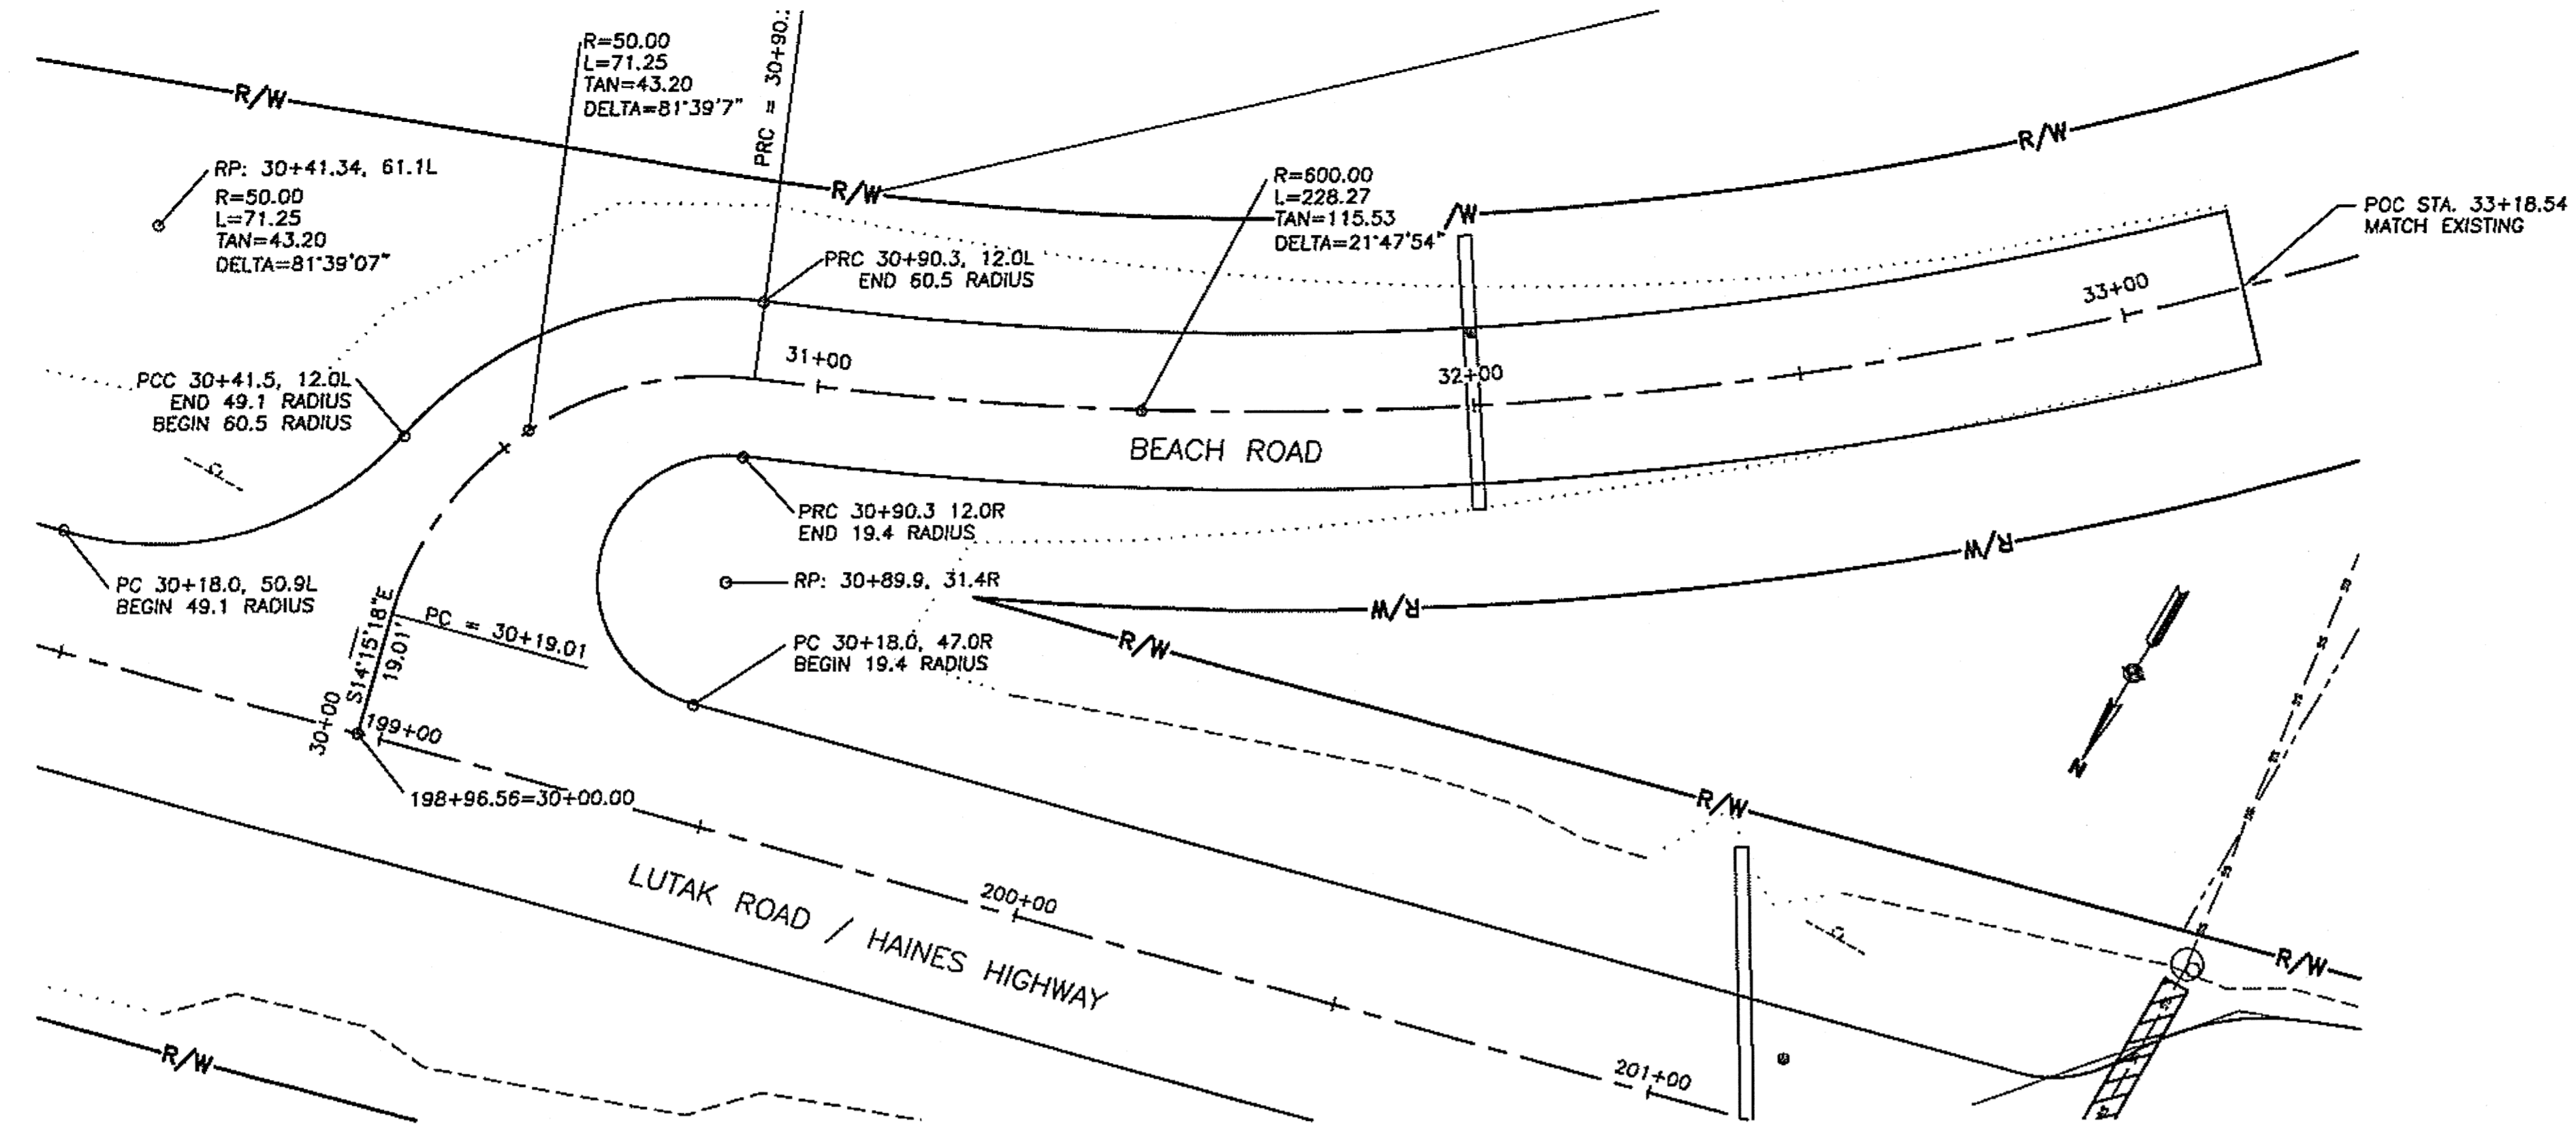 R/W
R=50.00
L=71.25
TAN=43.20
DELTA=81°39'7"
PRC = 30+90.
RP: 30+41.34, 61.1L
R=50.00
L=71.25
TAN=43.20
DELTA=81°39'07"
R/W
R/W
R=600.00
L=228.27
TAN=115.53
DELTA=21°47'54"
/W
POC STA. 33+18.54
MATCH EXISTING
PRC 30+90.3, 12.0L
END 60.5 RADIUS
33+00
31+00
32+00
PCC 30+41.5, 12.0L
END 49.1 RADIUS
BEGIN 60.5 RADIUS
BEACH ROAD
PRC 30+90.3 12.0R
END 19.4 RADIUS
R/W
PC 30+18.0, 50.9L
BEGIN 49.1 RADIUS
RP: 30+89.9, 31.4R
R/W
R/W
S14°15'18"E
19.01'
PC = 30+19.01
PC 30+18.0, 47.0R
BEGIN 19.4 RADIUS
30+00
199+00
198+96.56=30+00.00
N
R/W
LUTAK ROAD / HAINES HIGHWAY
200+00
R/W
R/W
201+00